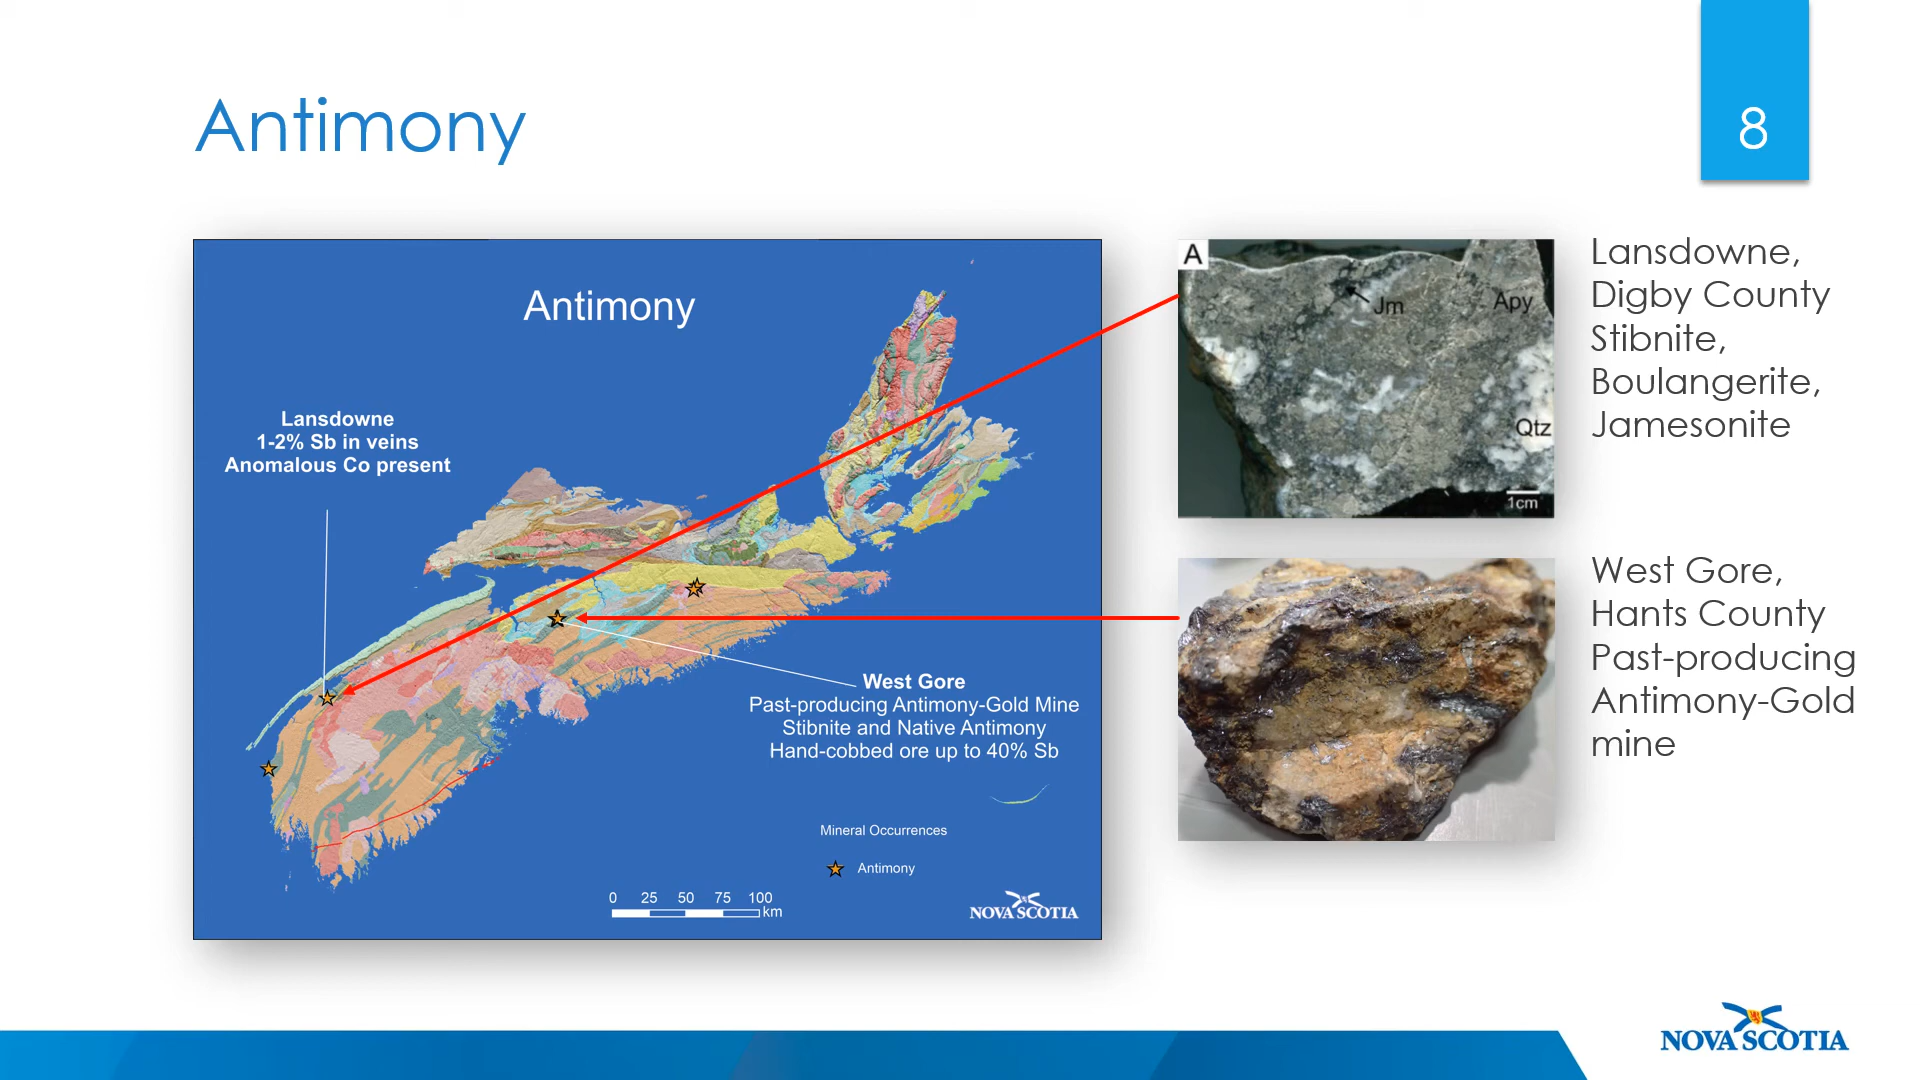 Antimony
8
Antimony
Lansdowne
1-2% Sb in veins
Anomalous Co present
West Gore
Past-producing Antimony-Gold Mine
Stibnite and Native Antimony
Hand-cobbed ore up to 40% Sb
Mineral Occurrences
Antimony
0 25 50 75 100
km
NOVA SCOTIA
A
Jm
Apy
Qtz
1cm
Lansdowne,
Digby County
Stibnite,
Boulangerite,
Jamesonite
West Gore,
Hants County
Past-producing
Antimony-Gold
mine
NOVA SCOTIA